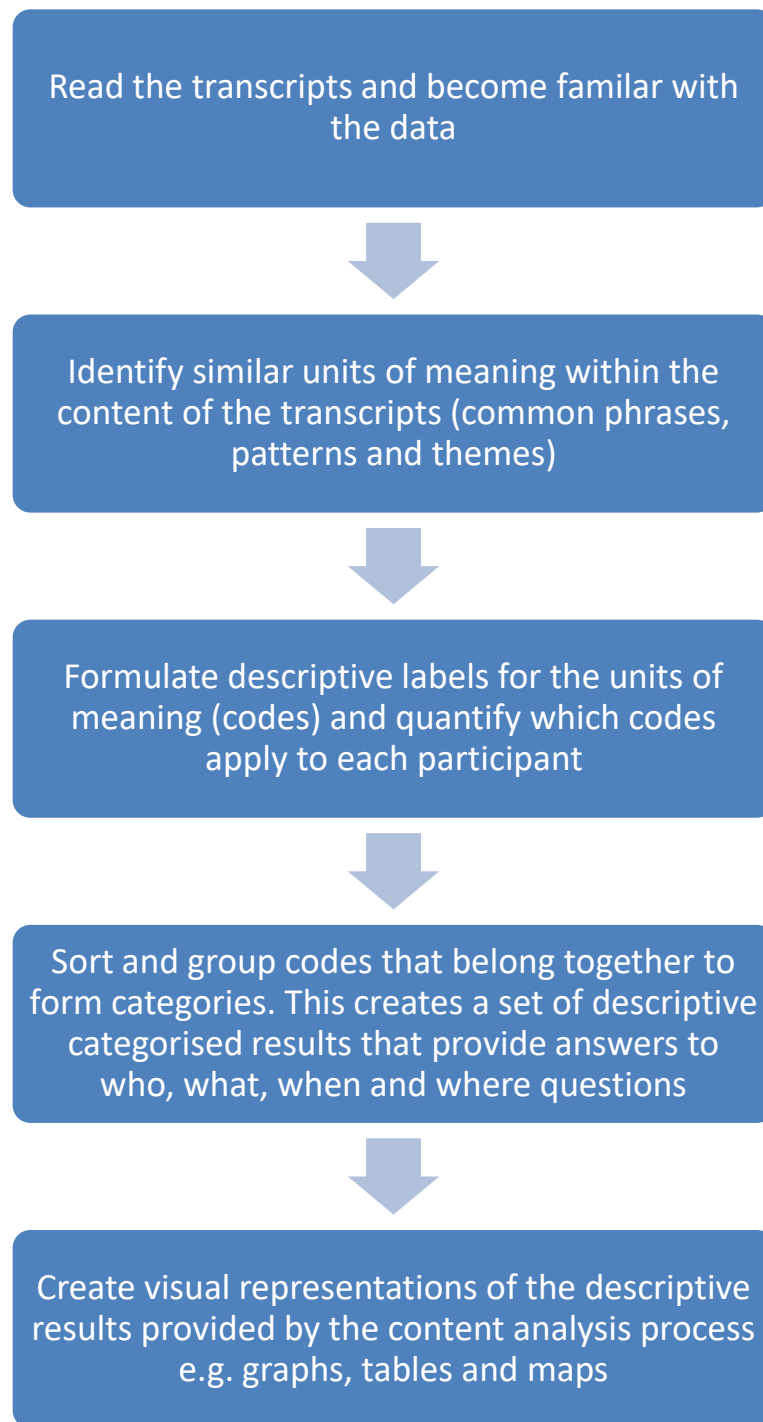 Read the transcripts and become familar with
the data
Identify similar units of meaning within the
content of the transcripts (common phrases,
patterns and themes)
Formulate descriptive labels for the units of
meaning (codes) and quantify which codes
apply to each participant
Sort and group codes that belong together to
form categories. This creates a set of descriptive
categorised results that provide answers to
who, what, when and where questions
Create visual representations of the descriptive
results provided by the content analysis process
e.g. graphs, tables and maps